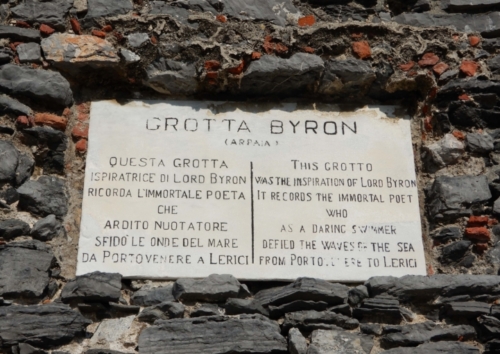 GROTTA BYRON
(ARPAIA)
QUESTA GROTTA
ISPIRATRICE DI LORD BYRON
RICORDA L'IMMORTALE POETA
CHE
ARDITO NUOTATORE
SFIDÒ LE ONDE DEL MARE
DA PORTOVENERE A LERICI
THIS GROTTO
WAS THE INSPIRATION OF LORD BYRON
IT RECORDS THE IMMORTAL POET
WHO
AS A DARING SWIMMER
DEFIED THE WAVES OF THE SEA
FROM PORTOVENERE TO LERICI